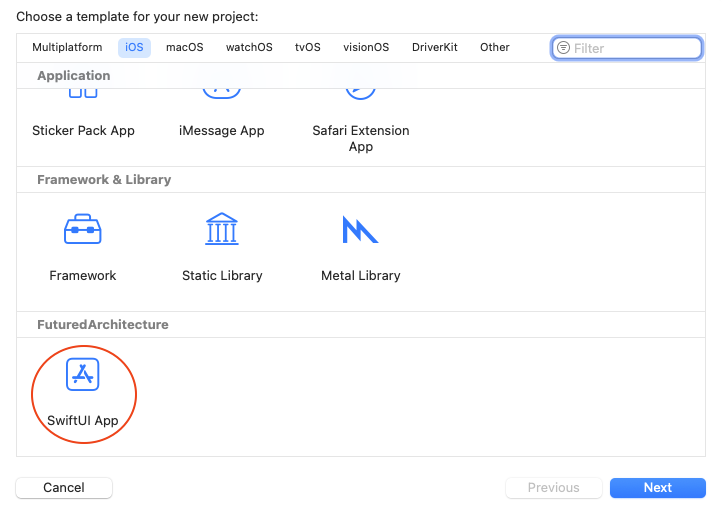 Choose a template for your new project:
Multiplatform iOS macOS watchOS tvOS visionOS DriverKit Other Filter
Application
Sticker Pack App iMessage App Safari Extension
App
Framework & Library
Framework Static Library Metal Library
FuturedArchitecture
SwiftUI App
Cancel Previous Next